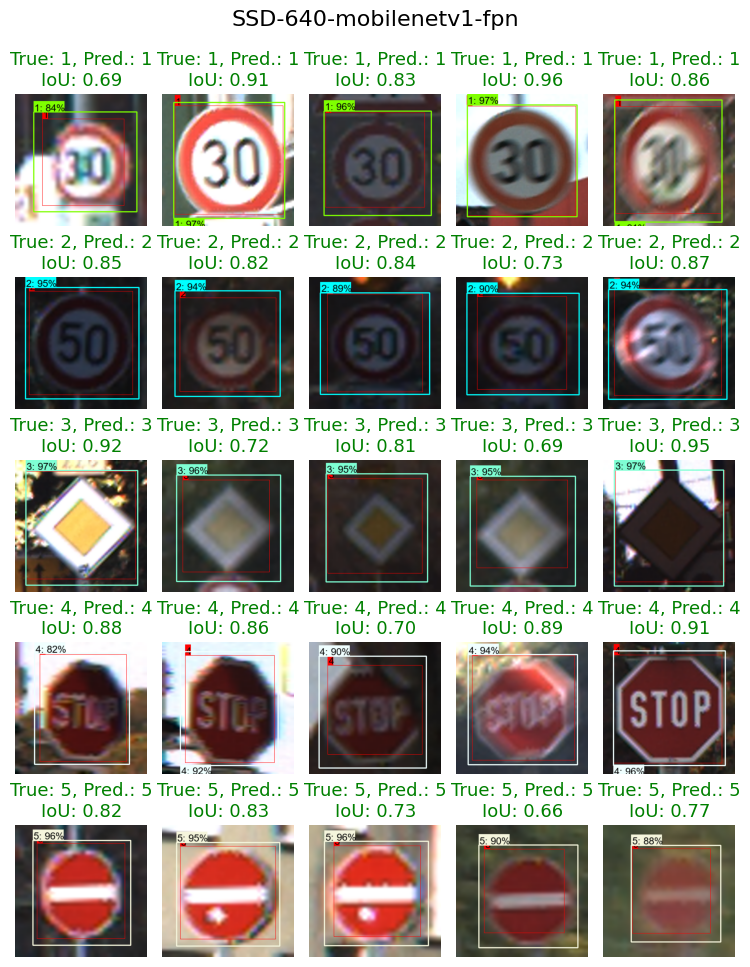 SSD-640-mobilenetv1-fpn
True: 1, Pred.: 1 True: 1, Pred.: 1 True: 1, Pred.: 1 True: 1, Pred.: 1 True: 1, Pred.: 1
IoU: 0.69 IoU: 0.91 IoU: 0.83 IoU: 0.96 IoU: 0.86
1: 84% 1: 96% 1: 97%
30 30 30 30 30
1: 97%
True: 2, Pred.: 2 True: 2, Pred.: 2 True: 2, Pred.: 2 True: 2, Pred.: 2 True: 2, Pred.: 2
IoU: 0.85 IoU: 0.82 IoU: 0.84 IoU: 0.73 IoU: 0.87
2: 95% 2: 94% 2: 89% 2: 90% 2: 94%
50 50 50 50 50
True: 3, Pred.: 3 True: 3, Pred.: 3 True: 3, Pred.: 3 True: 3, Pred.: 3 True: 3, Pred.: 3
IoU: 0.92 IoU: 0.72 IoU: 0.81 IoU: 0.69 IoU: 0.95
3: 97% 3: 96% 3: 95% 3: 95% 3: 97%
True: 4, Pred.: 4 True: 4, Pred.: 4 True: 4, Pred.: 4 True: 4, Pred.: 4 True: 4, Pred.: 4
IoU: 0.88 IoU: 0.86 IoU: 0.70 IoU: 0.89 IoU: 0.91
4: 82% 4: 90% 4: 94%
STOP STOP STOP STOP STOP
4: 92% 4: 96%
True: 5, Pred.: 5 True: 5, Pred.: 5 True: 5, Pred.: 5 True: 5, Pred.: 5 True: 5, Pred.: 5
IoU: 0.82 IoU: 0.83 IoU: 0.73 IoU: 0.66 IoU: 0.77
5: 96% 5: 95% 5: 96% 5: 90% 5: 88%